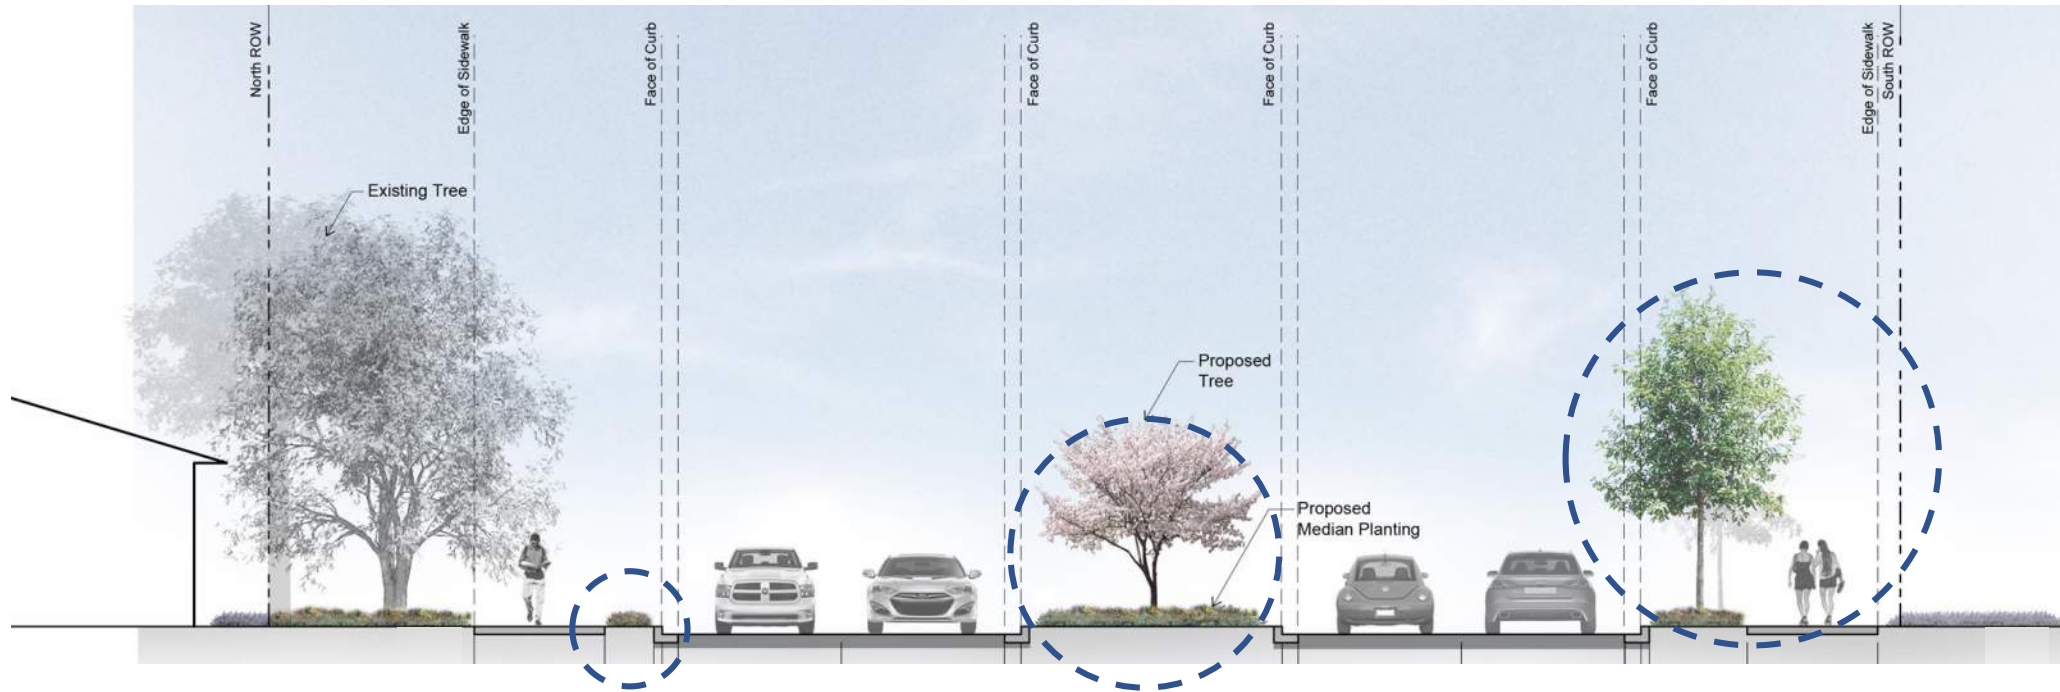 North ROW
Edge of Sidewalk
Face of Curb
Face of Curb
Face of Curb
Face of Curb
Edge of Sidewalk
South ROW
Existing Tree
Proposed
Tree
Proposed
Median Planting